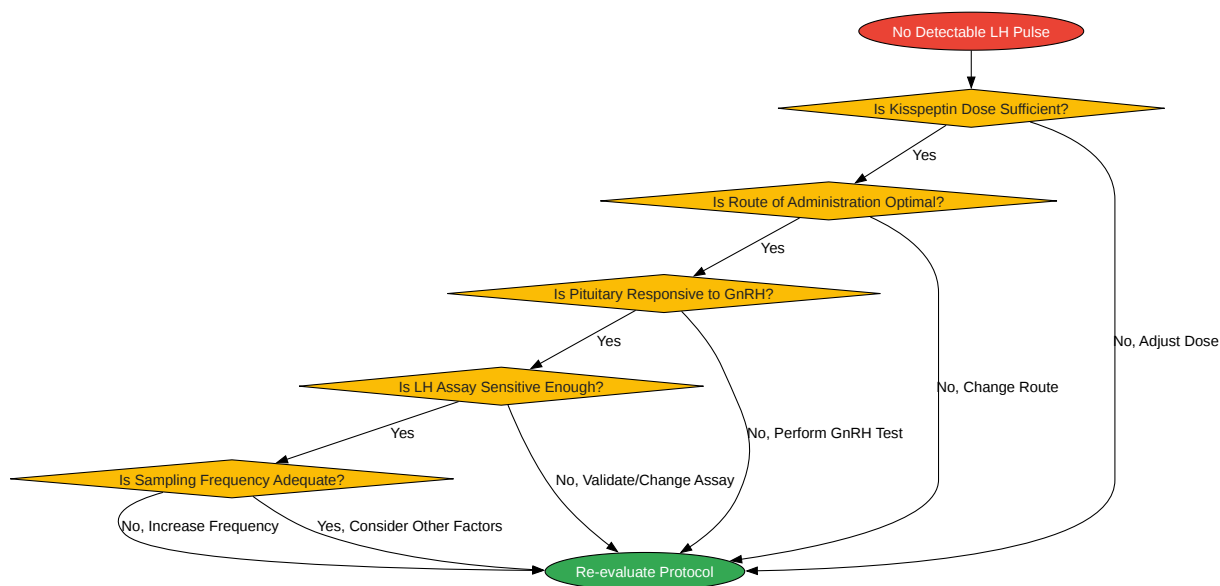 No Detectable LH Pulse
Is Kisspeptin Dose Sufficient?
Yes
Is Route of Administration Optimal?
Yes
Is Pituitary Responsive to GnRH?
Yes
No, Adjust Dose
Is LH Assay Sensitive Enough?
No, Change Route
Yes
No, Perform GnRH Test
Is Sampling Frequency Adequate?
No, Validate/Change Assay
No, Increase Frequency
Yes, Consider Other Factors
Re-evaluate Protocol